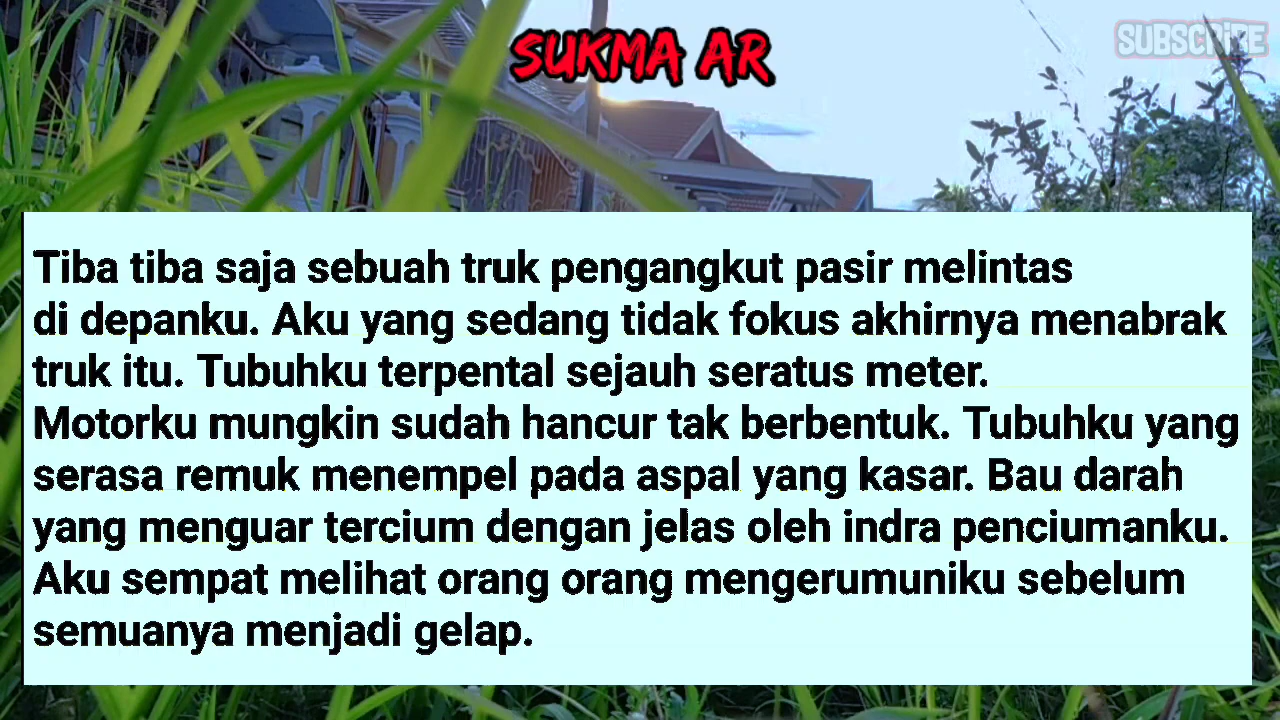 SUKMA AR
SUBSCRIBE
Tiba tiba saja sebuah truk pengangkut pasir melintas
di depanku. Aku yang sedang tidak fokus akhirnya menabrak
truk itu. Tubuhku terpental sejauh seratus meter.
Motorku mungkin sudah hancur tak berbentuk. Tubuhku yang
serasa remuk menempel pada aspal yang kasar. Bau darah
yang menguar tercium dengan jelas oleh indra penciumanku.
Aku sempat melihat orang orang mengerumuniku sebelum
semuanya menjadi gelap.